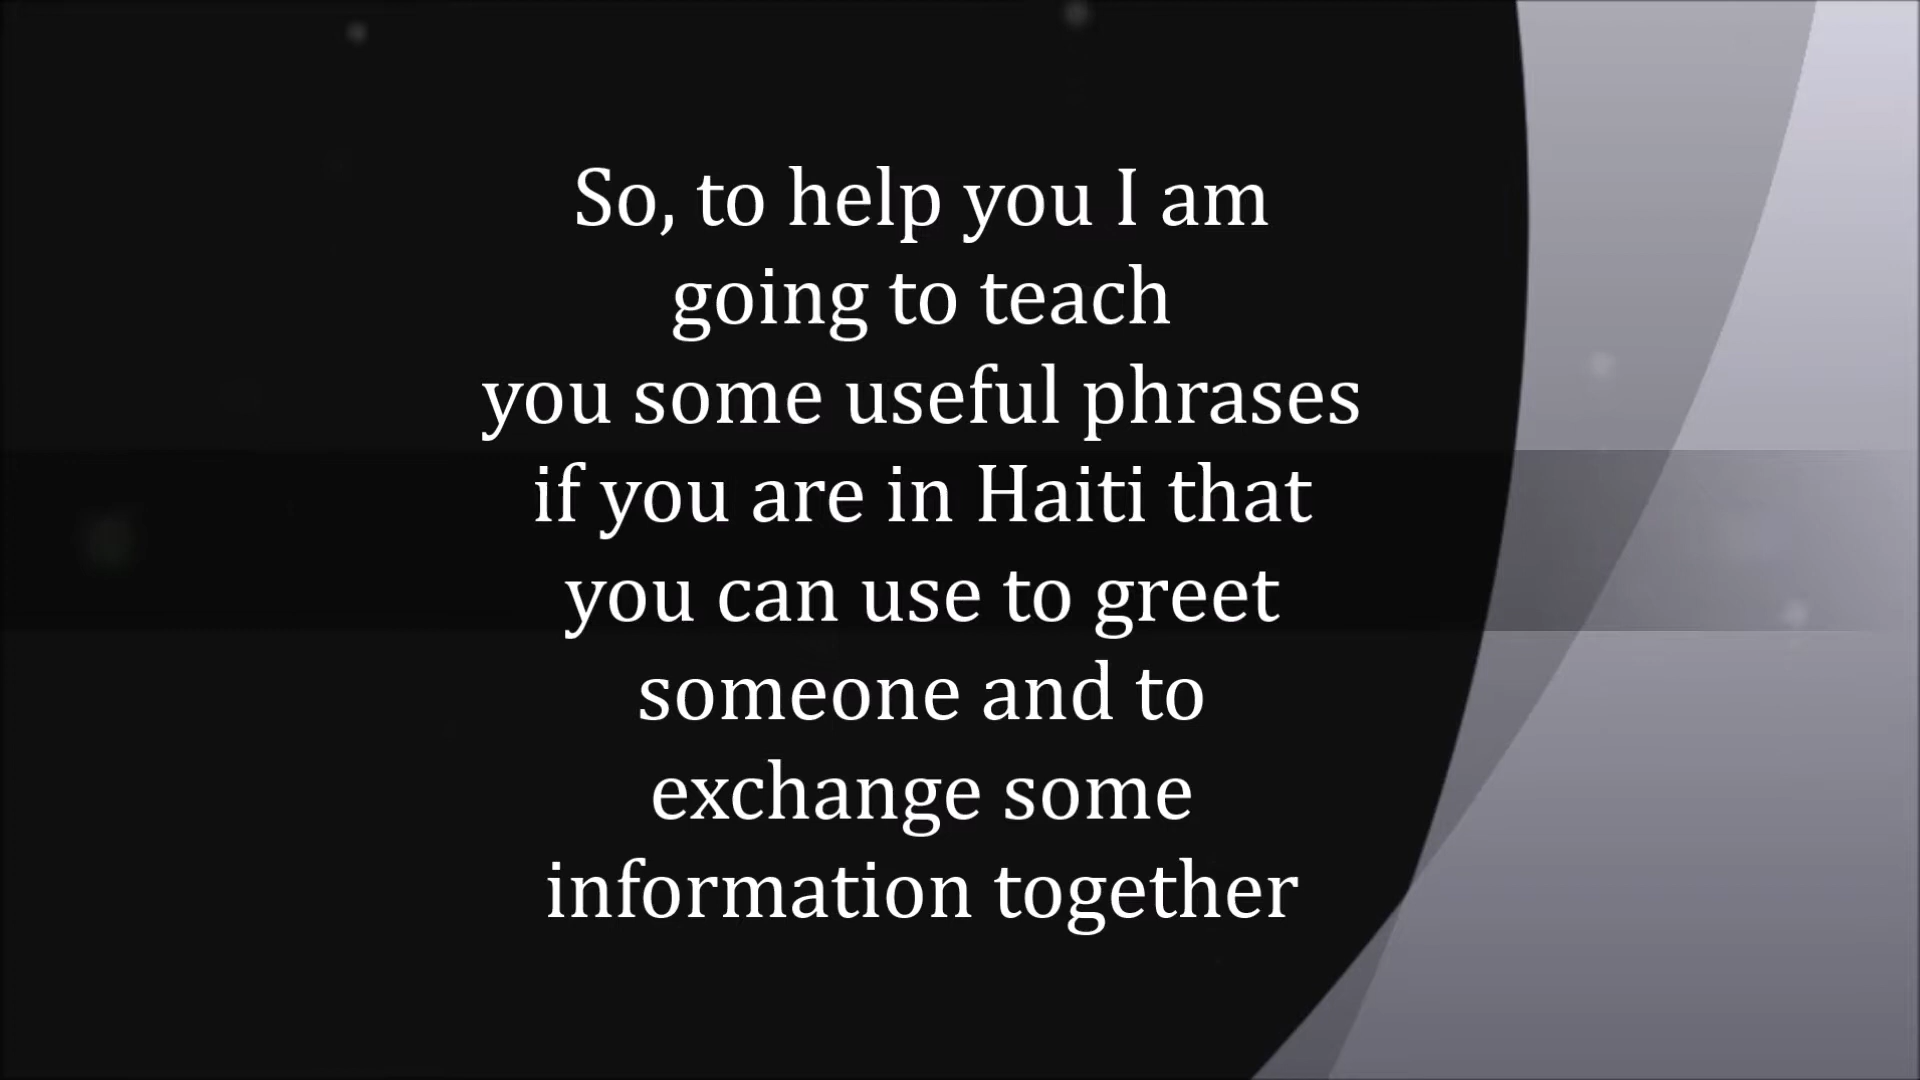 So, to help you I am
going to teach
you some useful phrases
if you are in Haiti that
you can use to greet
someone and to
exchange some
information together